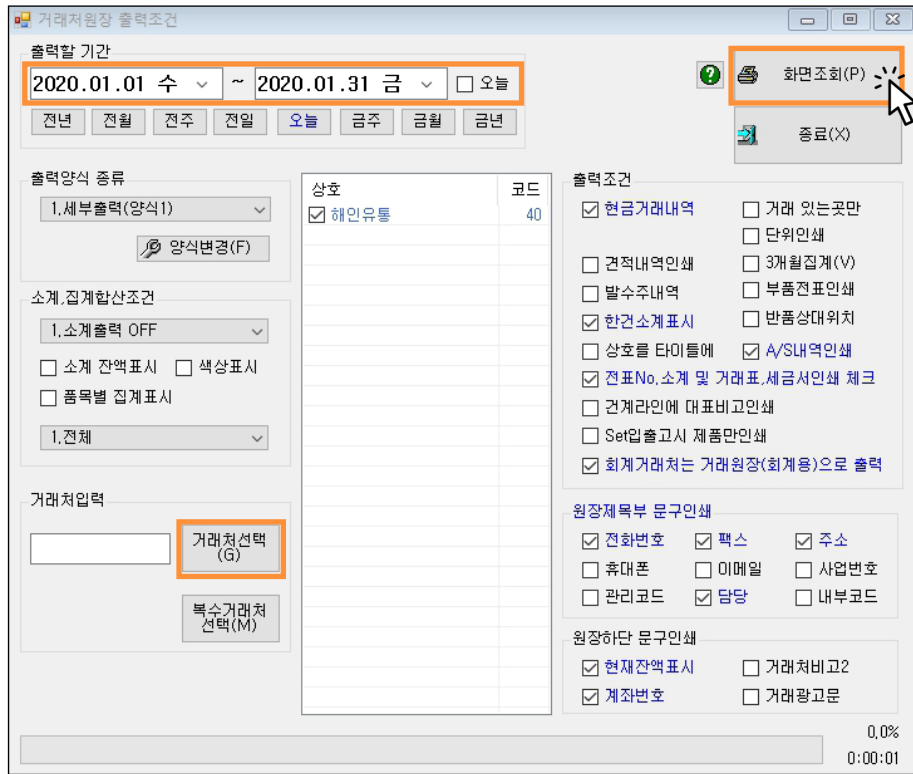 거래처원장 출력조건
출력할 기간
2020.01.01 수 ~ 2020.01.31 금 오늘
전년 전월 전주 전일 오늘 금주 금월 금년
화면조회(P)
종료(X)
출력양식 종류
1.세부출력(양식1)
양식변경(F)
소계,집계합산조건
1.소계출력 OFF
소계 잔액표시 색상표시
품목별 집계표시
1.전체
거래처입력
거래처선택
(G)
복수거래처
선택(M)
상호 코드
해인유통 40
출력조건
현금거래내역 거래 있는곳만
단위인쇄
견적내역인쇄 3개월집계(V)
발수주내역 부품전표인쇄
한건소계표시 반품상대위치
상호를 타이틀에 A/S내역인쇄
전표No,소계 및 거래표,세금서인쇄 체크
건계라인에 대표비고인쇄
Set입출고시 제품만인쇄
회계거래처는 거래원장(회계용)으로 출력
원장제목부 문구인쇄
전화번호 팩스 주소
휴대폰 이메일 사업번호
관리코드 담당 내부코드
원장하단 문구인쇄
현재잔액표시 거래처비고2
계좌번호 거래광고문
0.0%
0:00:01